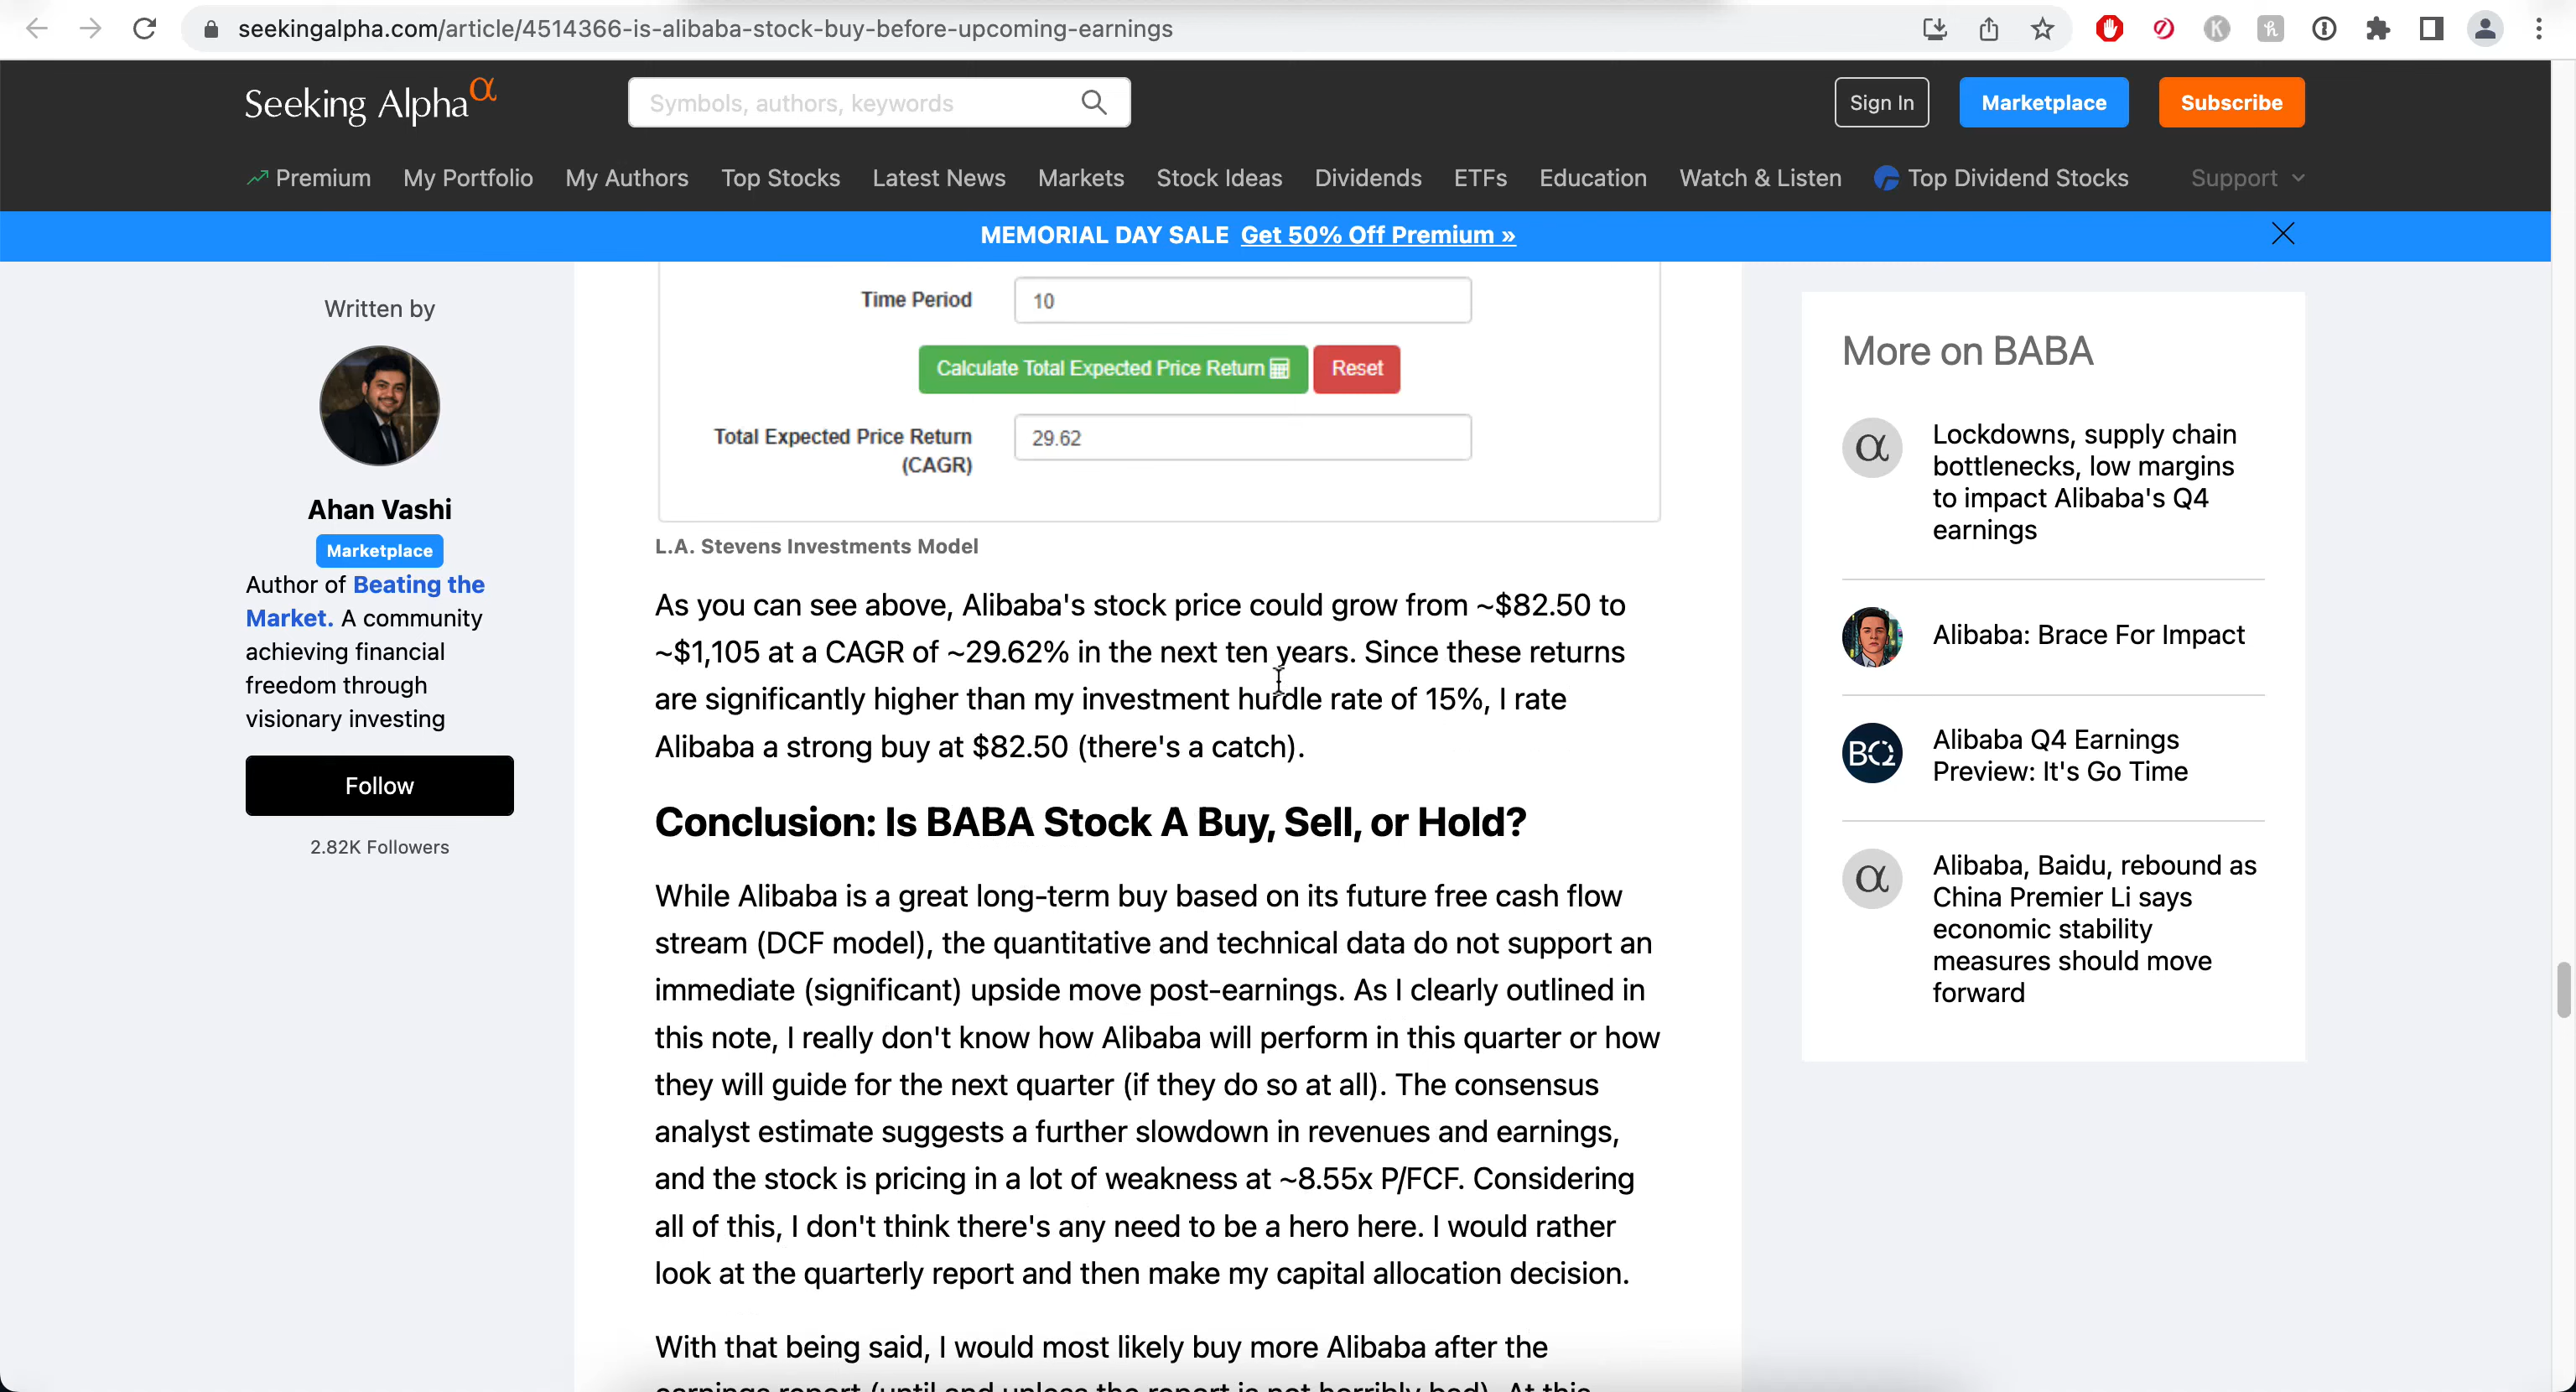 seekingalpha.com/article/4514366-is-alibaba-stock-buy-before-upcoming-earnings
Seeking Alpha α
Symbols, authors, keywords
Sign In
Marketplace
Subscribe
Premium
My Portfolio
My Authors
Top Stocks
Latest News
Markets
Stock Ideas
Dividends
ETFs
Education
Watch & Listen
Top Dividend Stocks
Support
MEMORIAL DAY SALE Get 50% Off Premium »
Written by
Ahan Vashi
Marketplace
Author of Beating the
Market. A community
achieving financial
freedom through
visionary investing
Follow
2.82K Followers
Time Period 10
Calculate Total Expected Price Return
Reset
Total Expected Price Return 29.62
(CAGR)
L.A. Stevens Investments Model
As you can see above, Alibaba's stock price could grow from ~$82.50 to
~$1,105 at a CAGR of ~29.62% in the next ten years. Since these returns
are significantly higher than my investment hurdle rate of 15%, I rate
Alibaba a strong buy at $82.50 (there's a catch).
Conclusion: Is BABA Stock A Buy, Sell, or Hold?
While Alibaba is a great long-term buy based on its future free cash flow
stream (DCF model), the quantitative and technical data do not support an
immediate (significant) upside move post-earnings. As I clearly outlined in
this note, I really don't know how Alibaba will perform in this quarter or how
they will guide for the next quarter (if they do so at all). The consensus
analyst estimate suggests a further slowdown in revenues and earnings,
and the stock is pricing in a lot of weakness at ~8.55x P/FCF. Considering
all of this, I don't think there's any need to be a hero here. I would rather
look at the quarterly report and then make my capital allocation decision.
With that being said, I would most likely buy more Alibaba after the
earnings report (until and unless the report is not horribly bad). At this
More on BABA
α
Lockdowns, supply chain
bottlenecks, low margins
to impact Alibaba's Q4
earnings
Alibaba: Brace For Impact
BQ
Alibaba Q4 Earnings
Preview: It's Go Time
α
Alibaba, Baidu, rebound as
China Premier Li says
economic stability
measures should move
forward